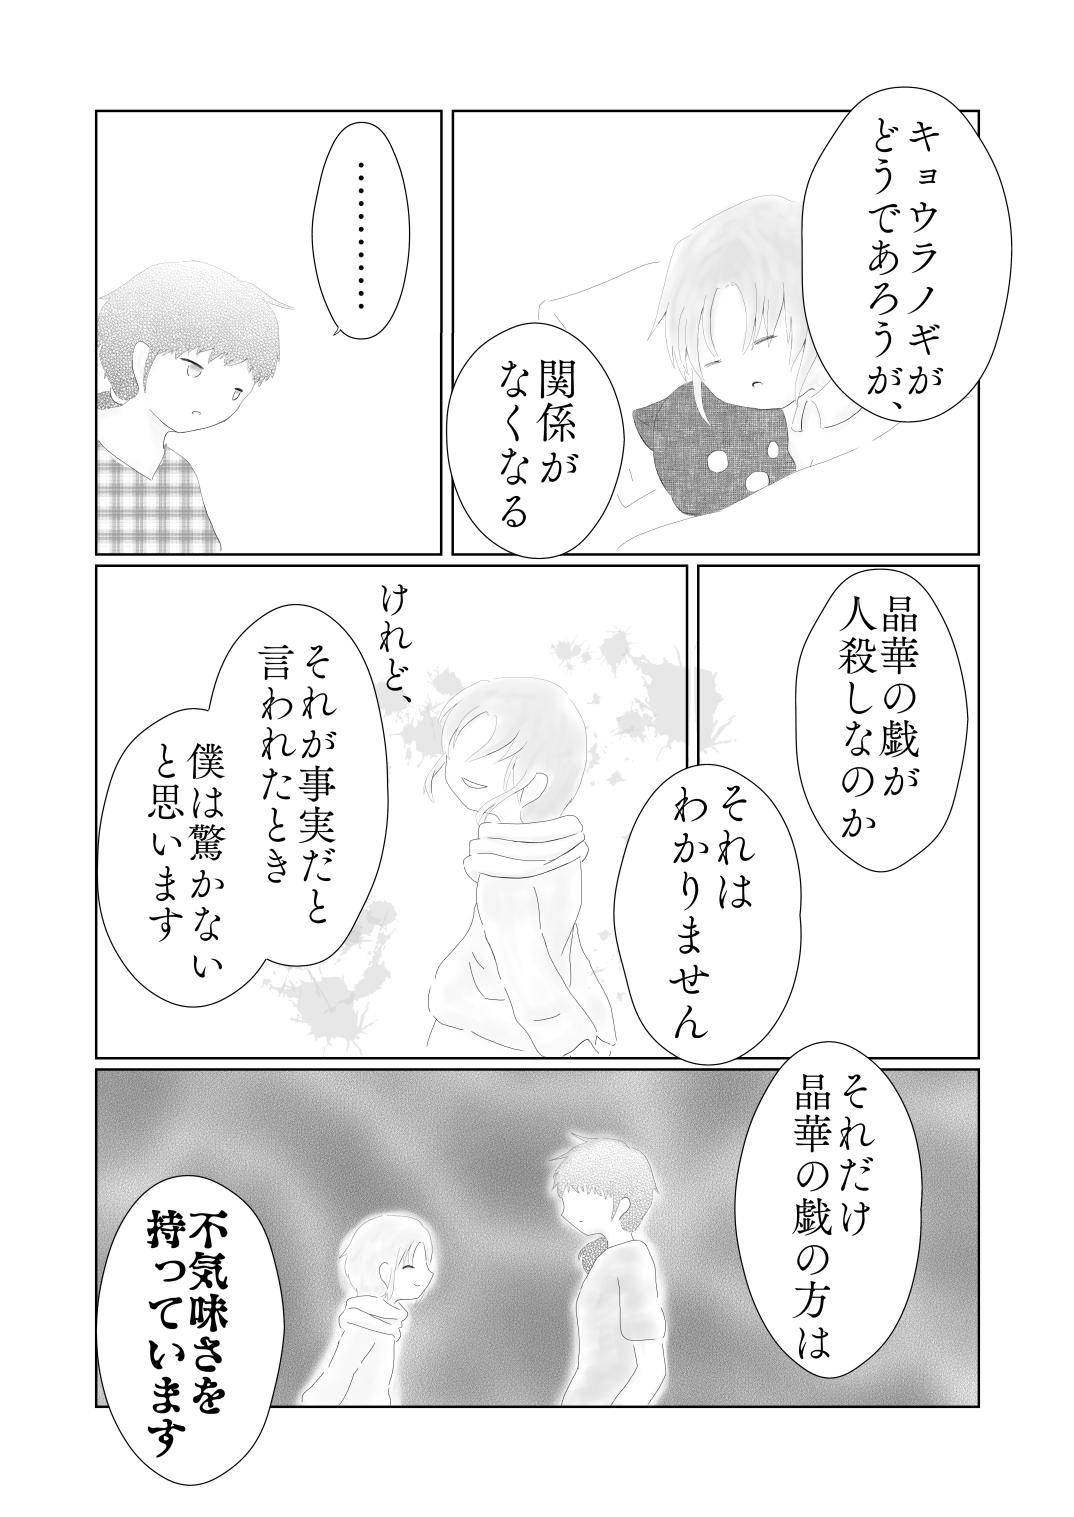 キョウラノギが
どうであろうが、
関係が
なくなる
…………
晶華の戯が
人殺しなのか
それは
わかりません
けれど、
それが事実だと
言われたとき
僕は驚かない
と思います
それだけ
晶華の戯の方は
不気味さを
持っています